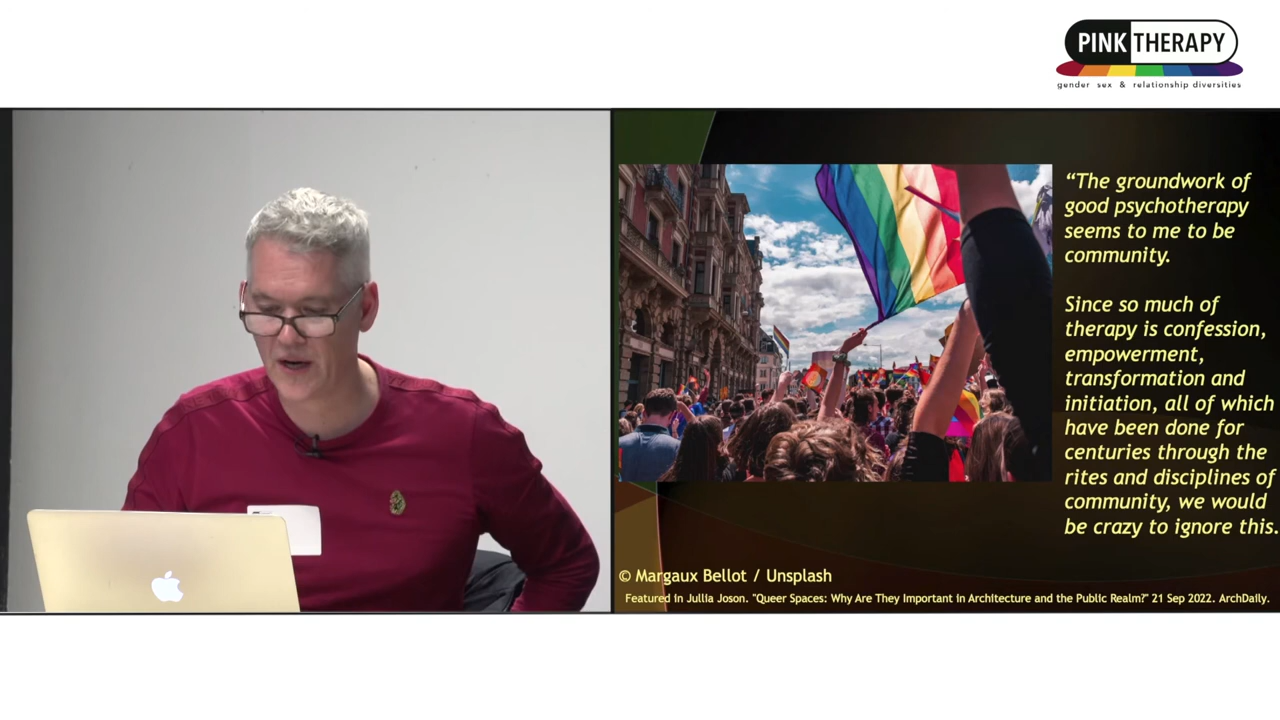 PINK THERAPY
gender sex & relationship diversities
“The groundwork of
good psychotherapy
seems to me to be
community.
Since so much of
therapy is confession,
empowerment,
transformation and
initiation, all of which
have been done for
centuries through the
rites and disciplines of
community, we would
be crazy to ignore this.
© Margaux Bellot / Unsplash
Featured in Jullia Joson. "Queer Spaces: Why Are They Important in Architecture and the Public Realm?" 21 Sep 2022. ArchDaily.